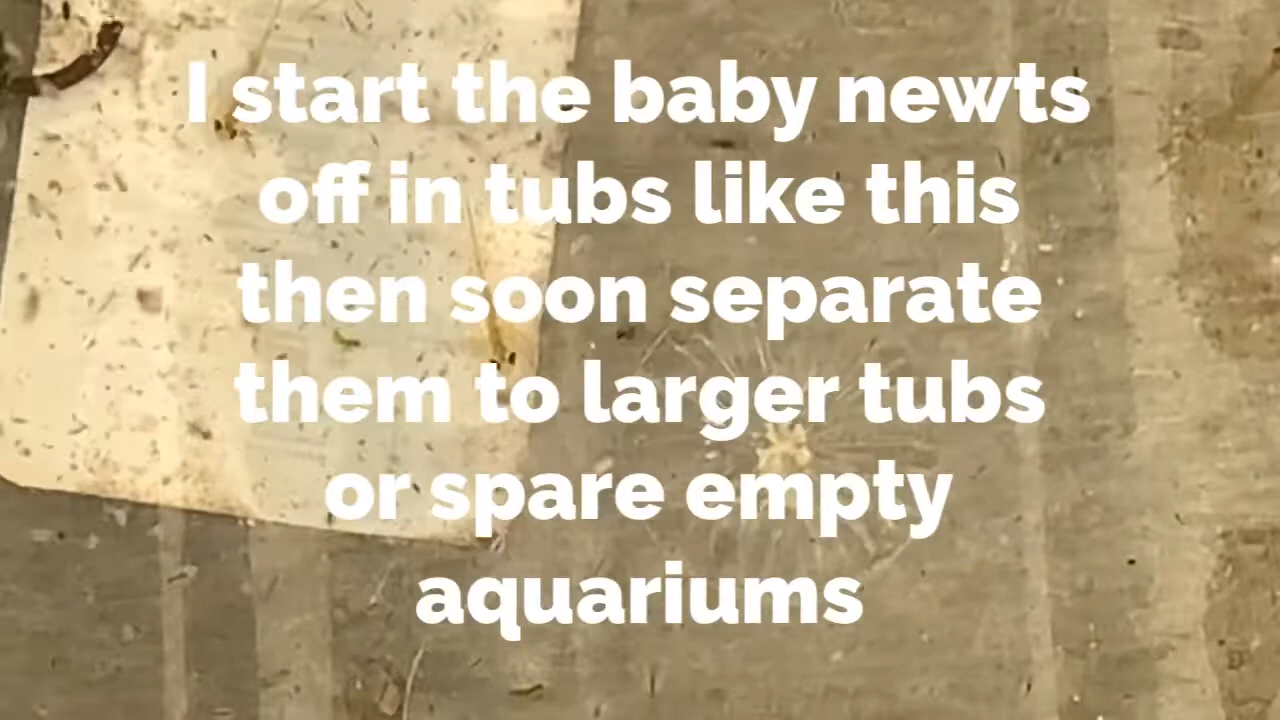 I start the baby newts
off in tubs like this
then soon separate
them to larger tubs
or spare empty
aquariums